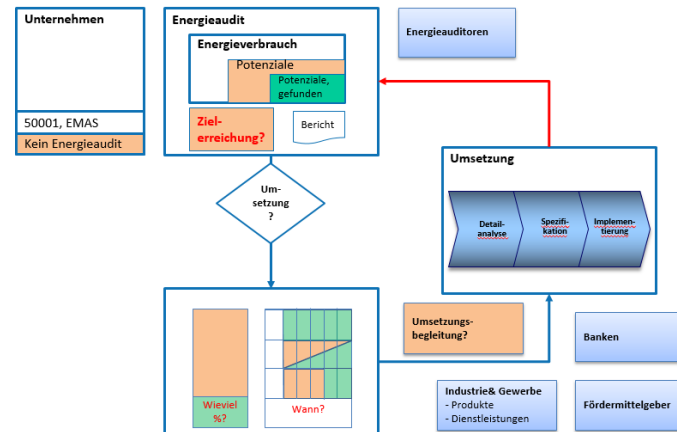 Unternehmen
50001, EMAS
Kein Energieaudit
Energieaudit
Energieverbrauch
Potenziale
Potenziale,
gefunden
Ziel-
erreichung?
Bericht
Energieauditoren
Um-
setzung
?
Umsetzung
Detail-
analyse
Spezifi-
kation
Implemen-
tierung
Wieviel
%?
Wann?
Umsetzungs-
begleitung?
Banken
Industrie& Gewerbe
- Produkte
- Dienstleistungen
Fördermittelgeber